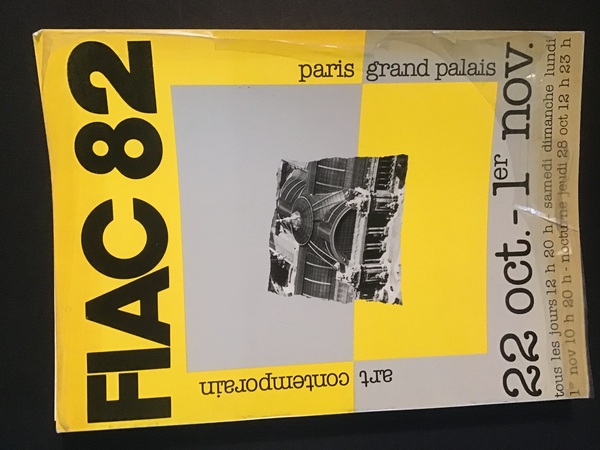 FIAC 82
paris grand palais
art contemporain
22 oct. - 1er nov.
tous les jours 12 h 20 h, samedi dimanche lundi
1er nov 10 h 20 h - nocturne jeudi 28 oct 12 h 23 h